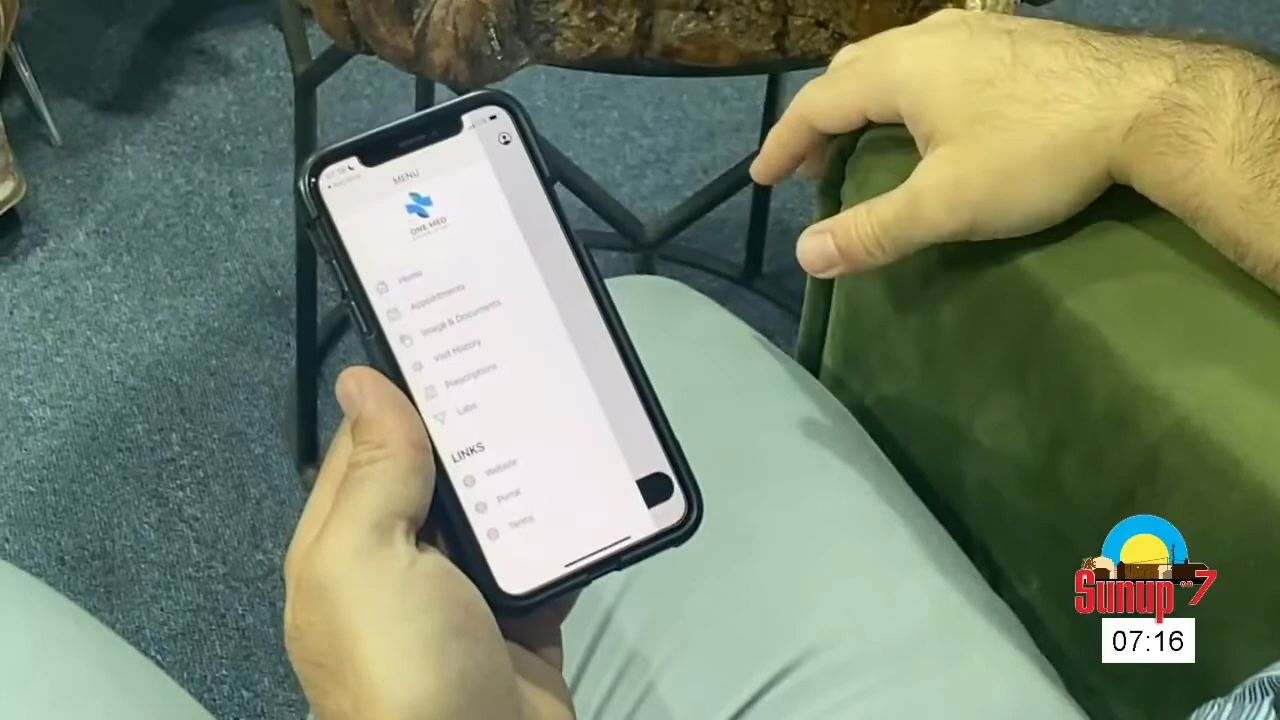 MENU
ONE MED
Home
Appointments
Image & Documents
Visit History
Prescriptions
Labs
LINKS
Website
Portal
Terms
Sunup on 7
07:16